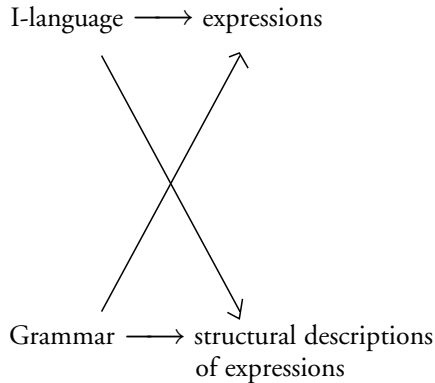 I-language → expressions
Grammar → structural descriptions
of expressions